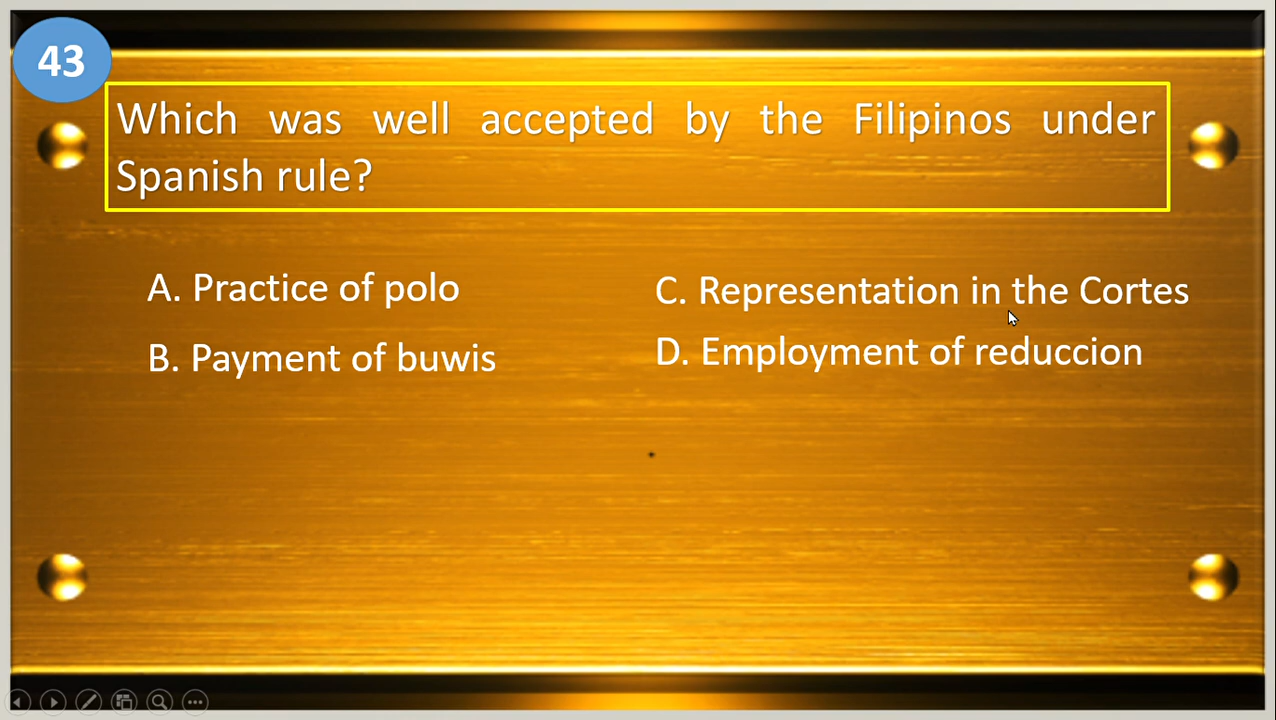 43
Which was well accepted by the Filipinos under
Spanish rule?
A. Practice of polo
B. Payment of buwis
C. Representation in the Cortes
D. Employment of reduccion